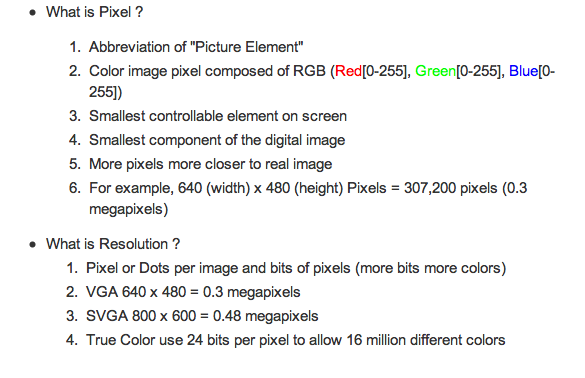 • What is Pixel ?
1. Abbreviation of "Picture Element"
2. Color image pixel composed of RGB (Red[0-255], Green[0-255], Blue[0-
255])
3. Smallest controllable element on screen
4. Smallest component of the digital image
5. More pixels more closer to real image
6. For example, 640 (width) x 480 (height) Pixels = 307,200 pixels (0.3
megapixels)
• What is Resolution ?
1. Pixel or Dots per image and bits of pixels (more bits more colors)
2. VGA 640 x 480 = 0.3 megapixels
3. SVGA 800 x 600 = 0.48 megapixels
4. True Color use 24 bits per pixel to allow 16 million different colors